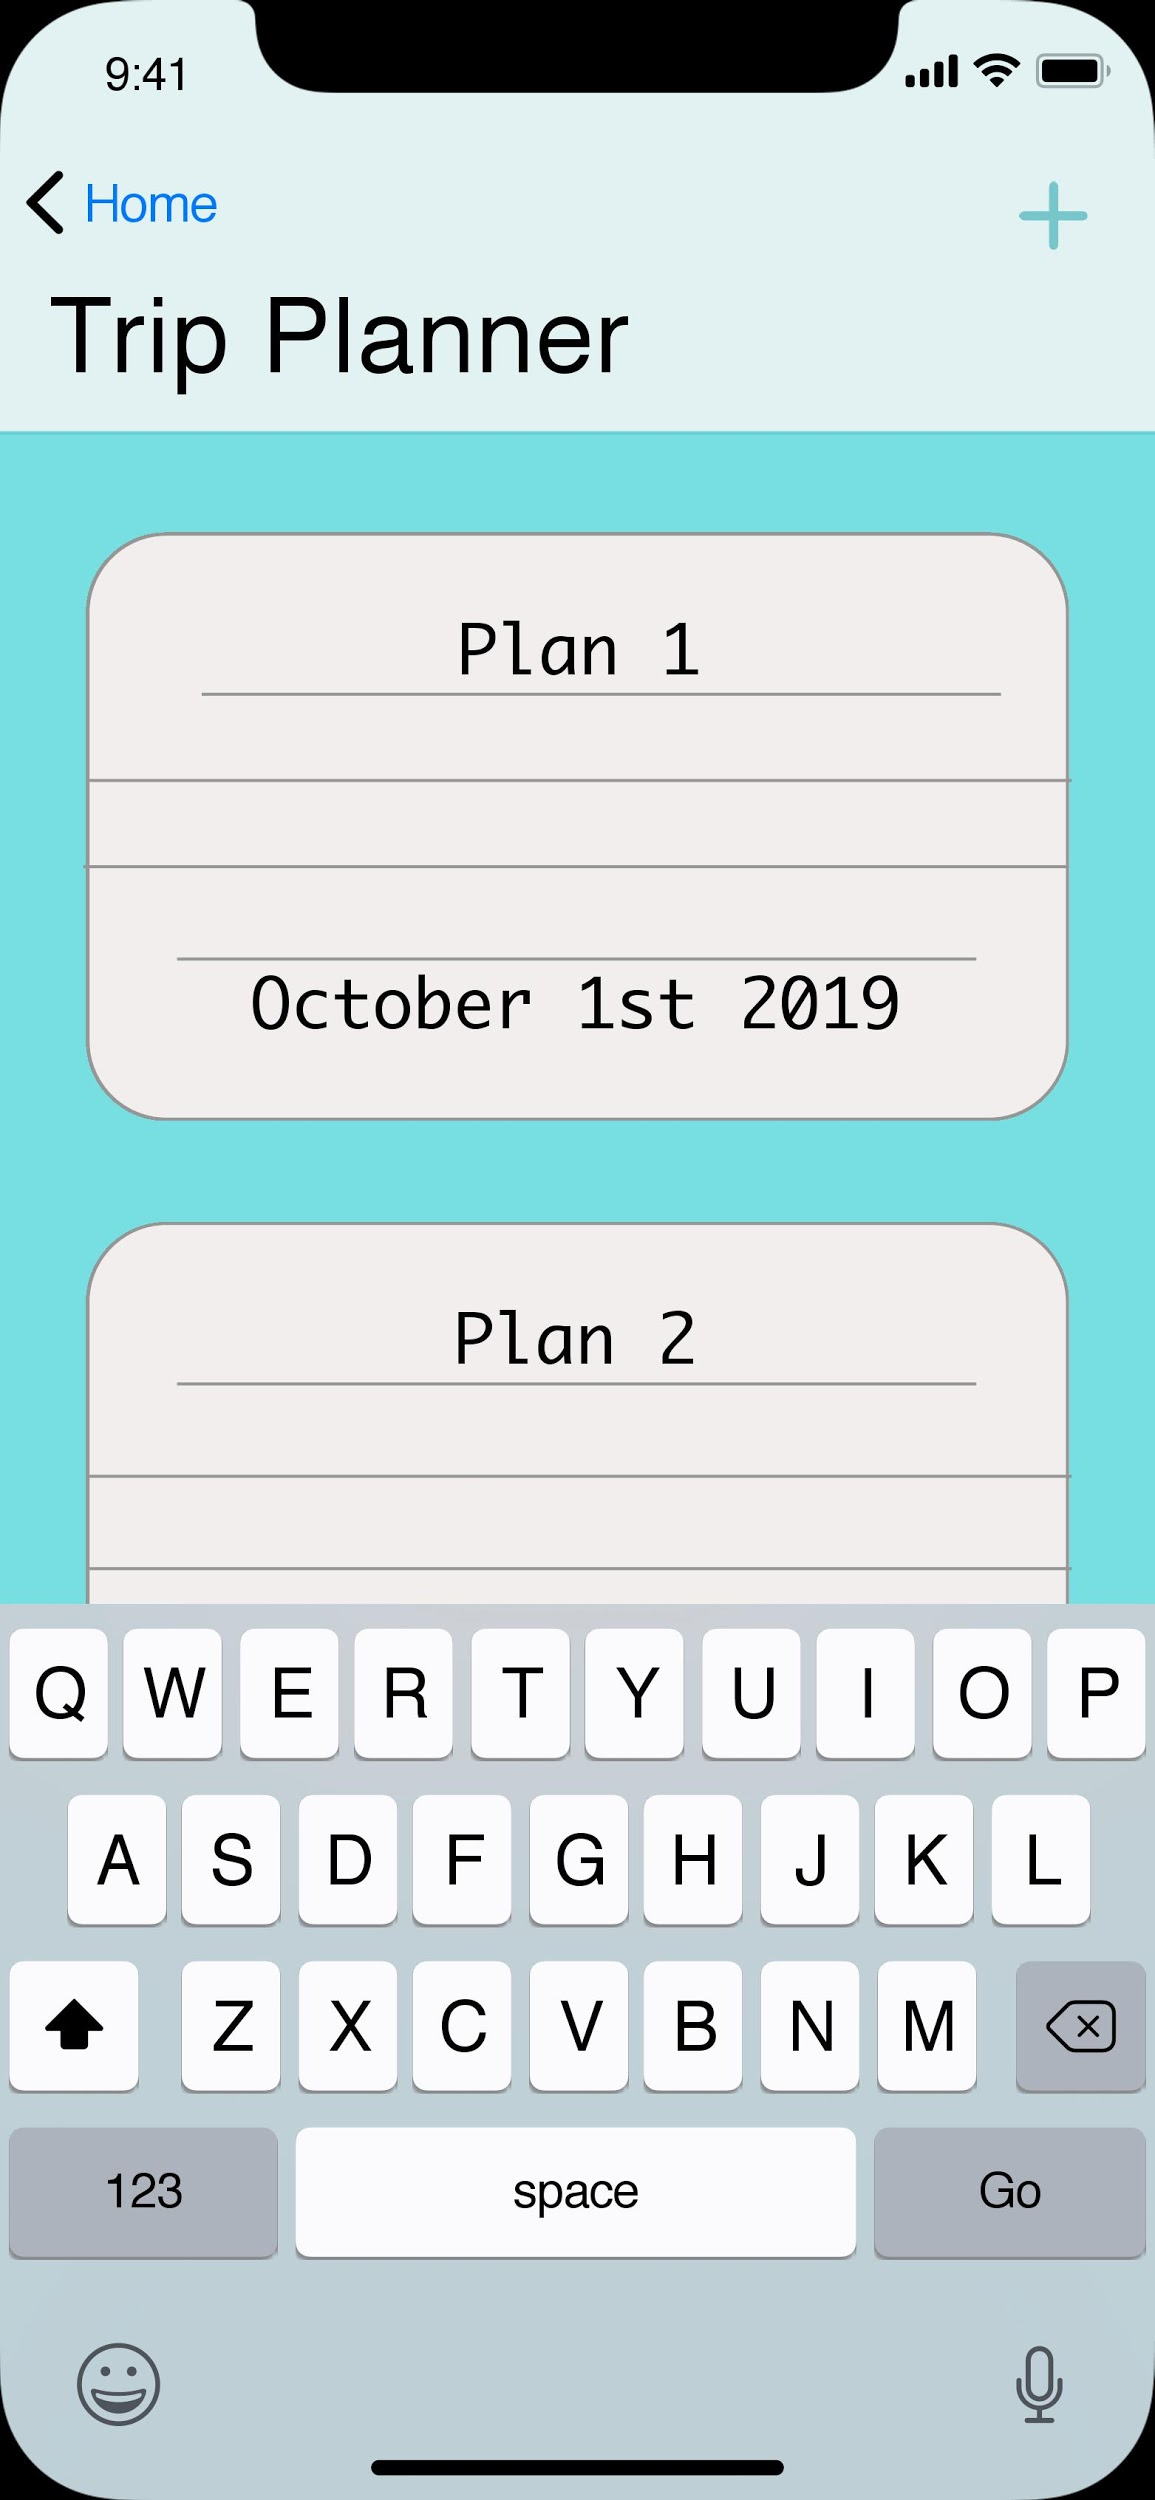 9:41
Home
Trip Planner
Plan 1
October 1st 2019
Plan 2
Q W E R T Y U I O P
A S D F G H J K L
Z X C V B N M
123 space Go